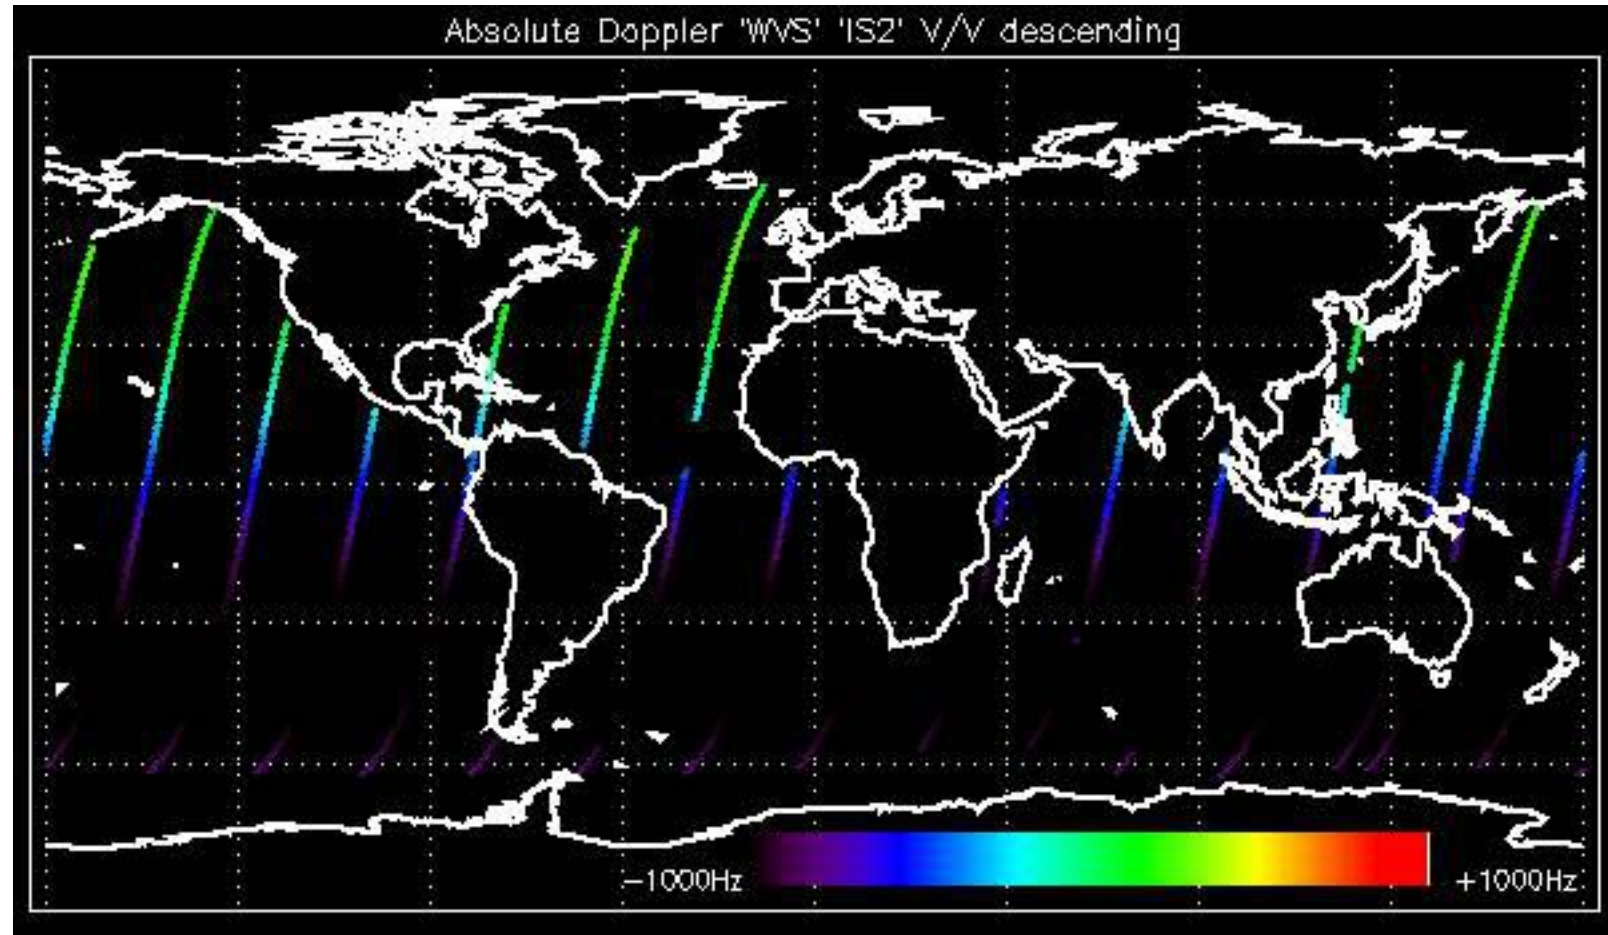 Absolute Doppler 'WVS' 'IS2' V/V descending
−1000Hz
+1000Hz